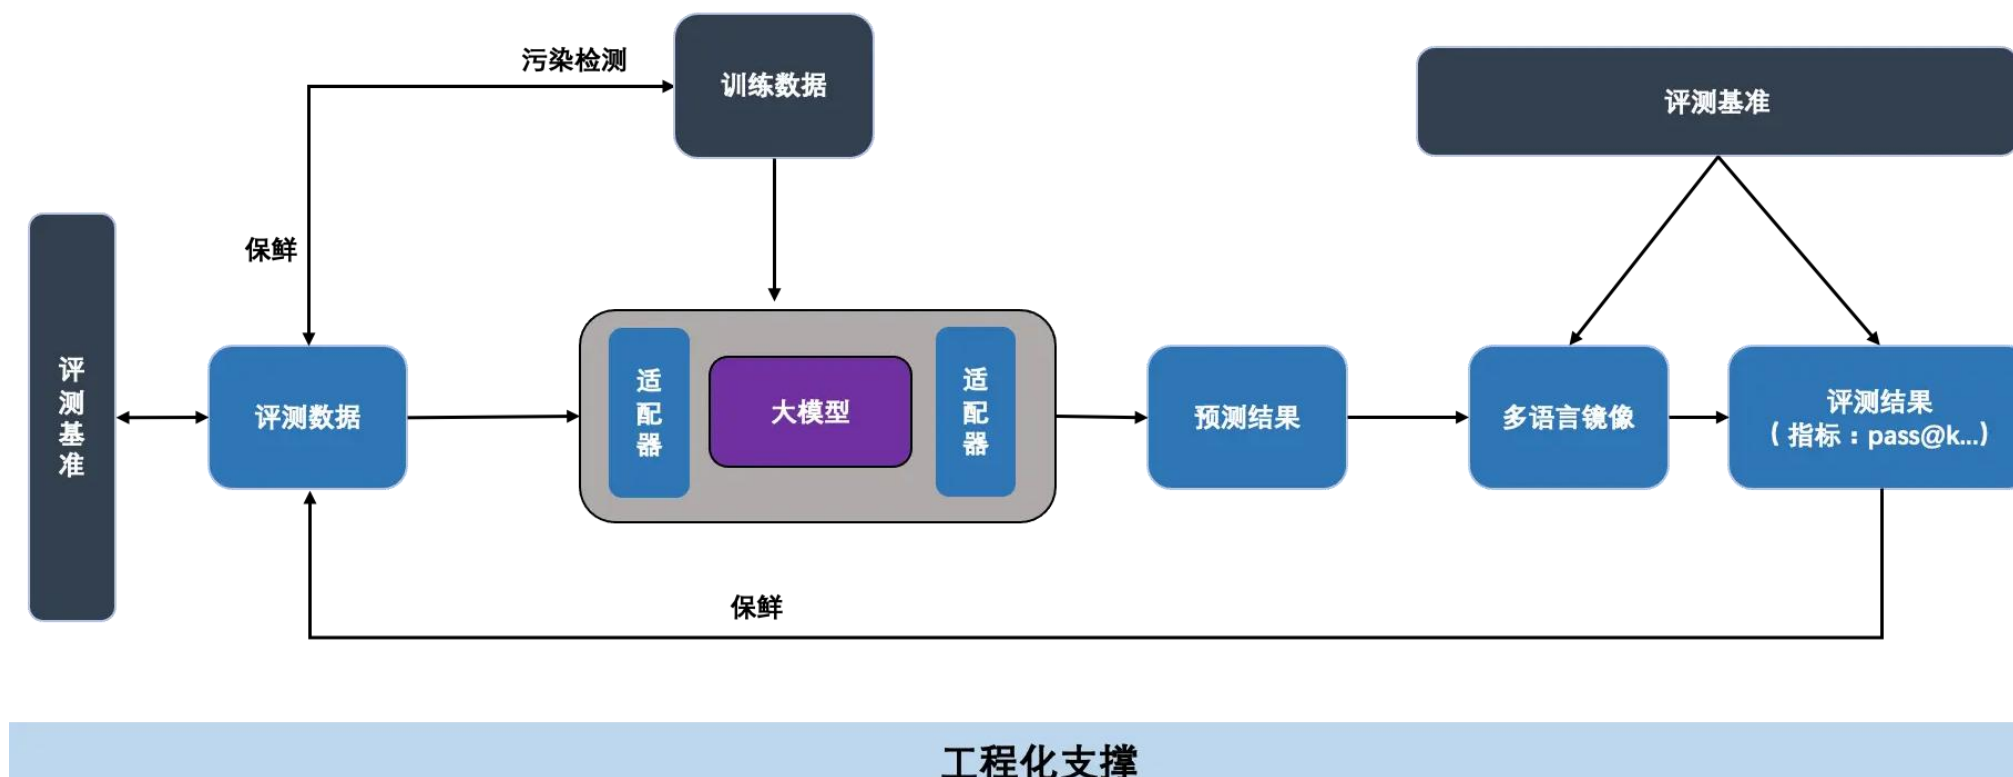 污染检测
训练数据
评测基准
保鲜
评测基准
评测数据
适配器
大模型
适配器
预测结果
多语言镜像
评测结果
（指标：pass@k...）
保鲜
工程化支撑